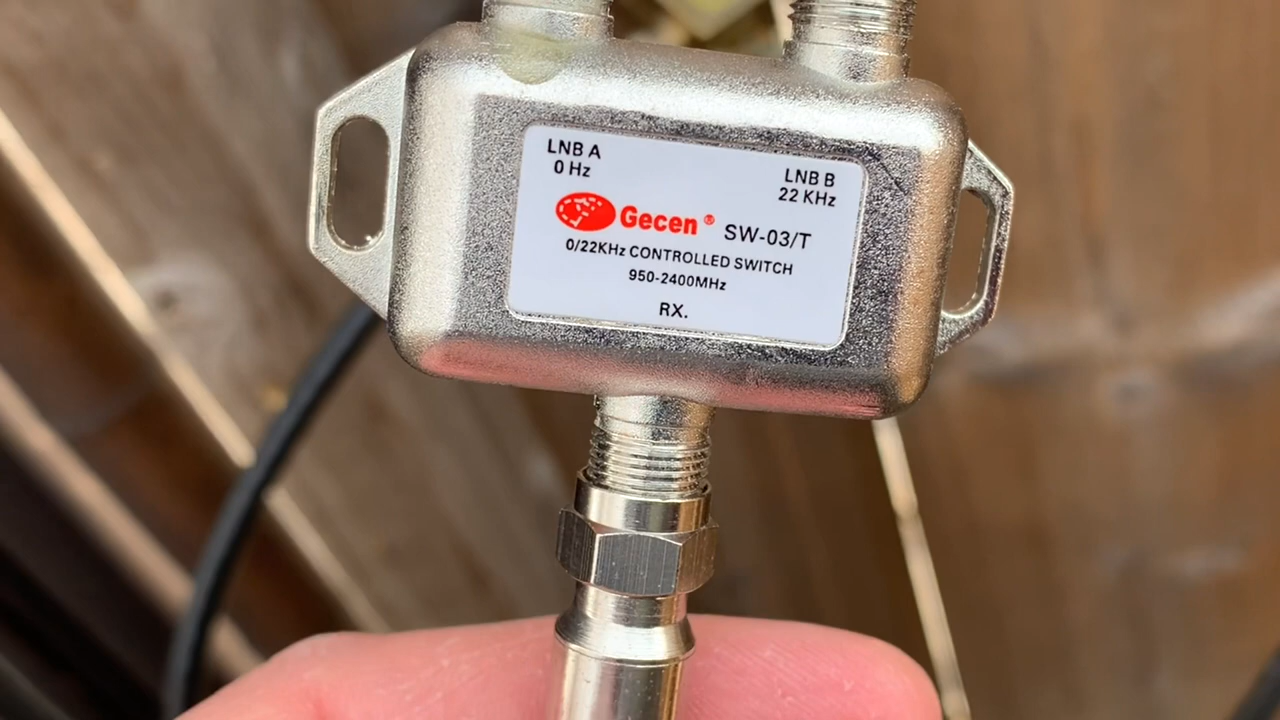 LNB A
0 Hz
LNB B
22 KHz
Gecen® SW-03/T
0/22KHz CONTROLLED SWITCH
950-2400MHz
RX.